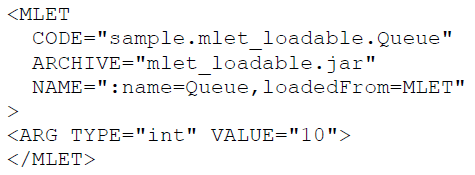 <MLET
CODE="sample.mlet_loadable.Queue"
ARCHIVE="mlet_loadable.jar"
NAME=":name=Queue,loadedFrom=MLET"
>
<ARG TYPE="int" VALUE="10">
</MLET>